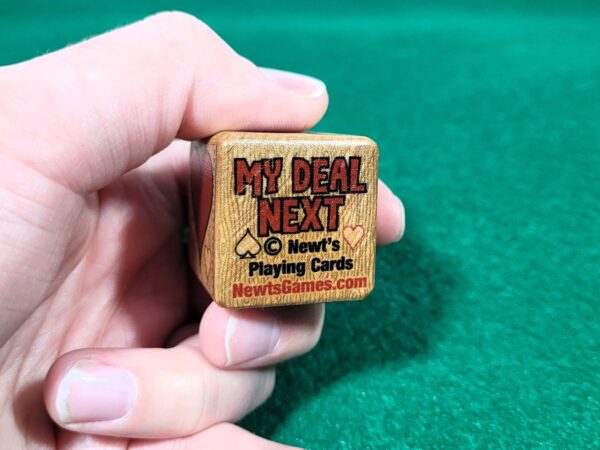 MY DEAL
NEXT
© Newt's
Playing Cards
NewtsGames.com